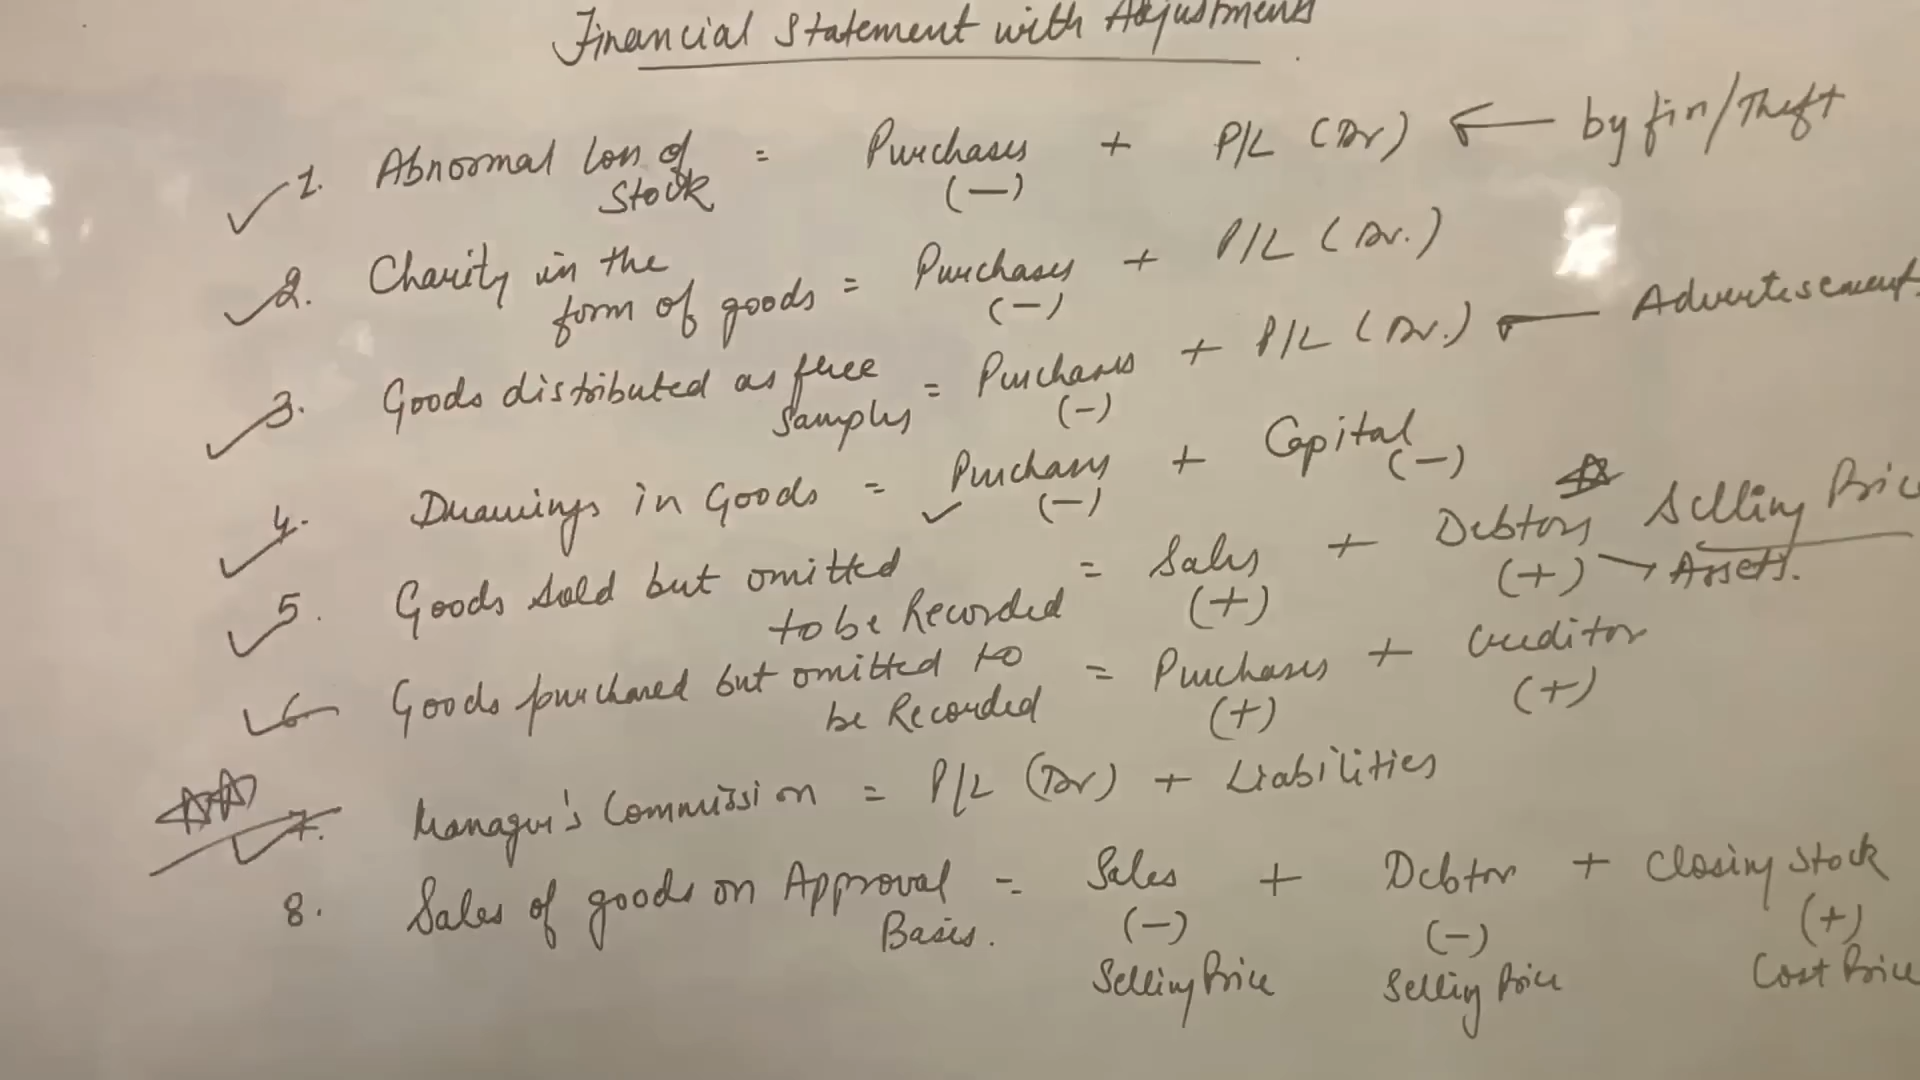 Financial Statement with Adjustments
1. Abnormal loss of = Purchases + P/L (Dr) ← by fire/Theft
Stock (-)
2. Charity in the
form of goods = Purchases + P/L (Dr.)
(-)
3. Goods distributed as free = Purchases + P/L (Dr.) ← Advertisement
Samples (-)
4. Drawings in Goods = Purchases + Capital
(-) (-)
5. Goods sold but omitted = Sales + Debtors Selling Price
to be Recorded (+) (+) → Assets.
6. Goods purchased but omitted to = Purchases + Creditor
be Recorded (+) (+)
7. Manager's Commission = P/L (Dr) + Liabilities
8. Sales of goods on Approval = Sales + Debtor + Closing Stock
Basis. (-) (-) (+)
Selling Price Selling Price Cost Price